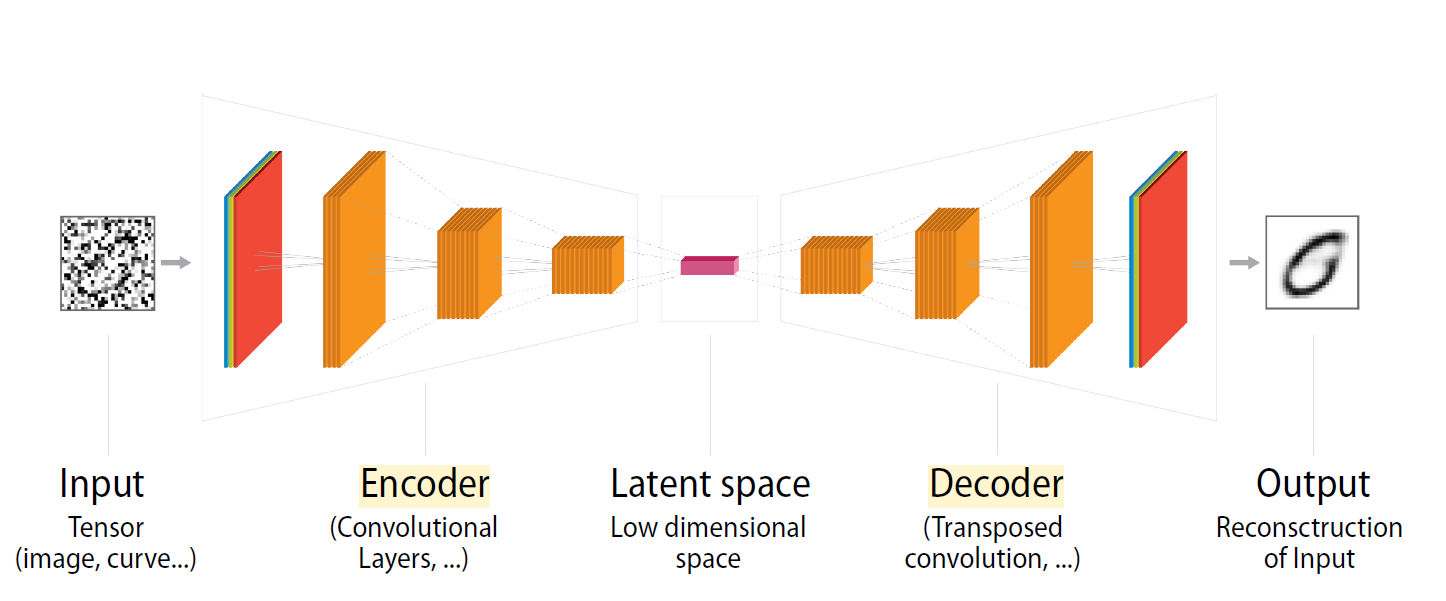 Input
Tensor
(image, curve...)
Encoder
(Convolutional
Layers, ...)
Latent space
Low dimensional
space
Decoder
(Transposed
convolution, ...)
Output
Reconsctruction
of Input